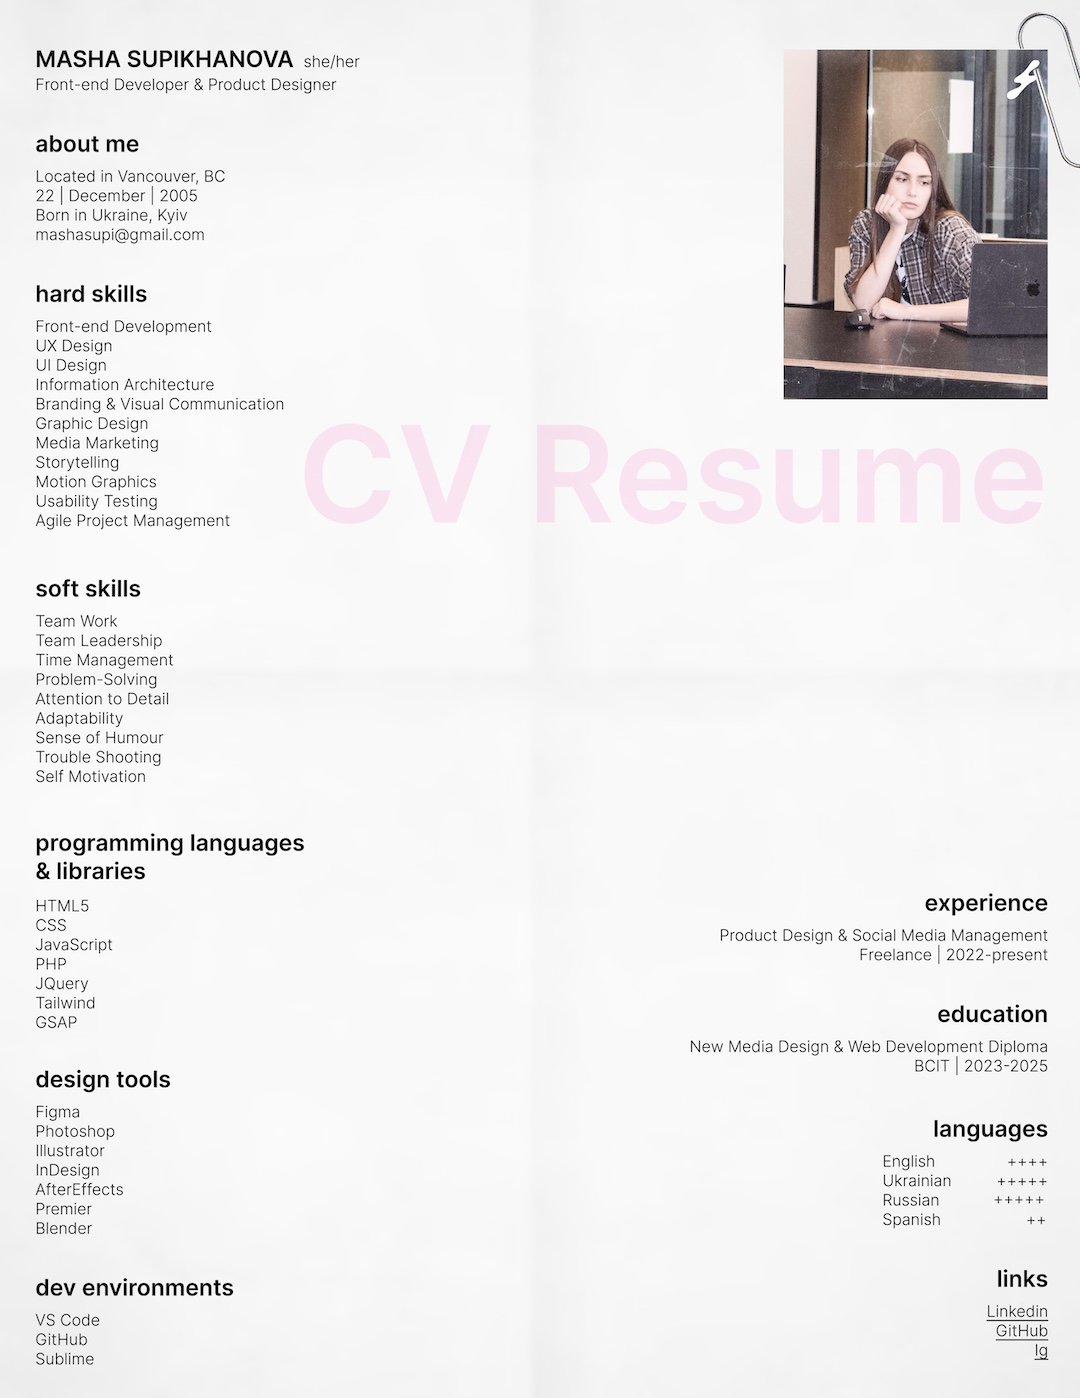 MASHA SUPIKHANOVA she/her
Front-end Developer & Product Designer
about me
Located in Vancouver, BC
22 | December | 2005
Born in Ukraine, Kyiv
mashasupi@gmail.com
hard skills
Front-end Development
UX Design
UI Design
Information Architecture
Branding & Visual Communication
Graphic Design
Media Marketing
Storytelling
Motion Graphics
Usability Testing
Agile Project Management
CV Resume
soft skills
Team Work
Team Leadership
Time Management
Problem-Solving
Attention to Detail
Adaptability
Sense of Humour
Trouble Shooting
Self Motivation
programming languages
& libraries
HTML5
CSS
JavaScript
PHP
JQuery
Tailwind
GSAP
design tools
Figma
Photoshop
Illustrator
InDesign
AfterEffects
Premier
Blender
dev environments
VS Code
GitHub
Sublime
experience
Product Design & Social Media Management
Freelance | 2022-present
education
New Media Design & Web Development Diploma
BCIT | 2023-2025
languages
English ++++
Ukrainian +++++
Russian +++++
Spanish ++
links
Linkedin
GitHub
Ig